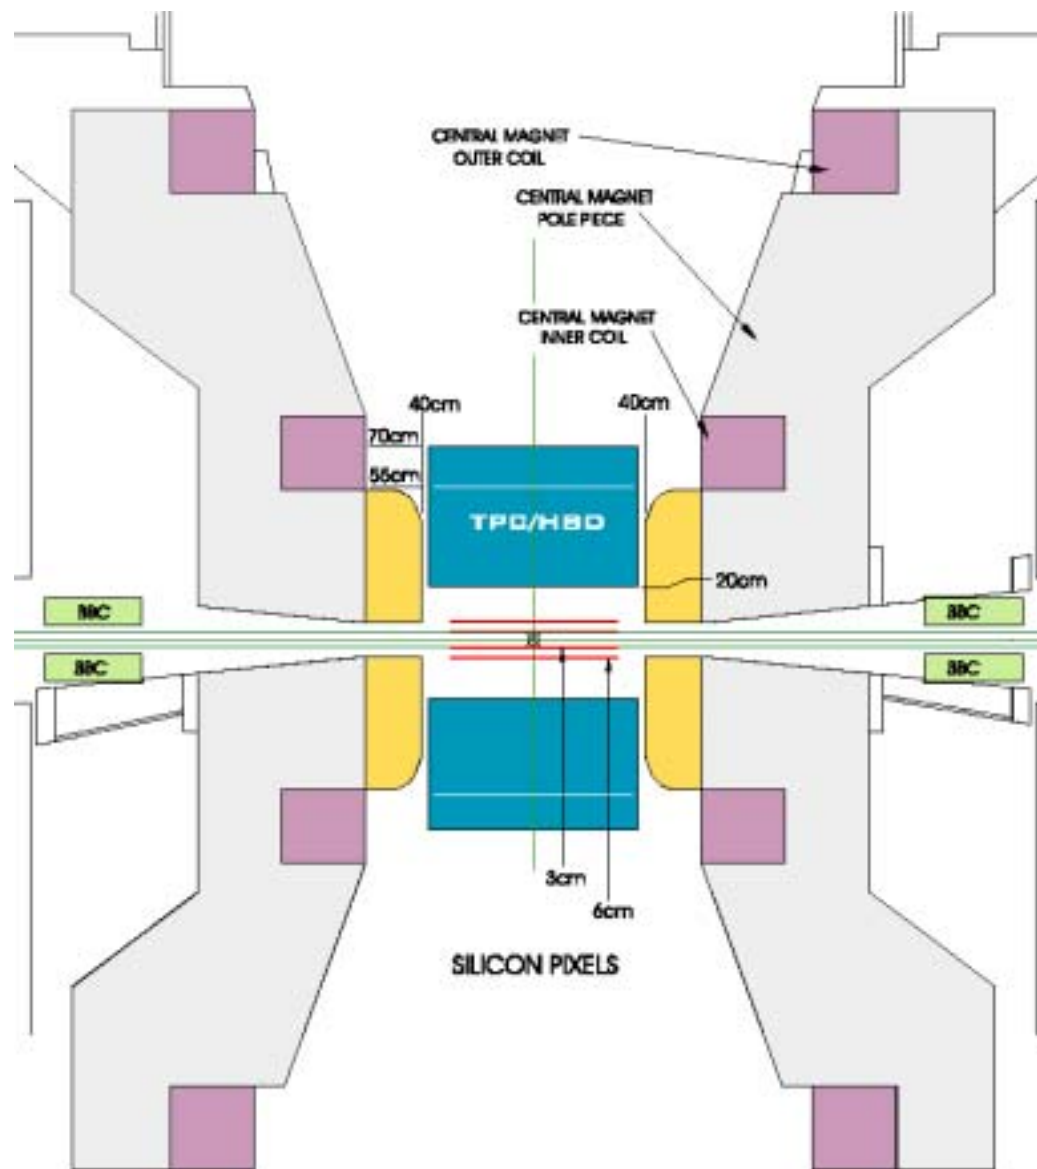 CENTRAL MAGNET
OUTER COIL
CENTRAL MAGNET
POLE PIECE
CENTRAL MAGNET
INNER COIL
40cm
40cm
70cm
55cm
TPC/HBD
20cm
BBC
BBC
BBC
BBC
3cm
6cm
SILICON PIXELS